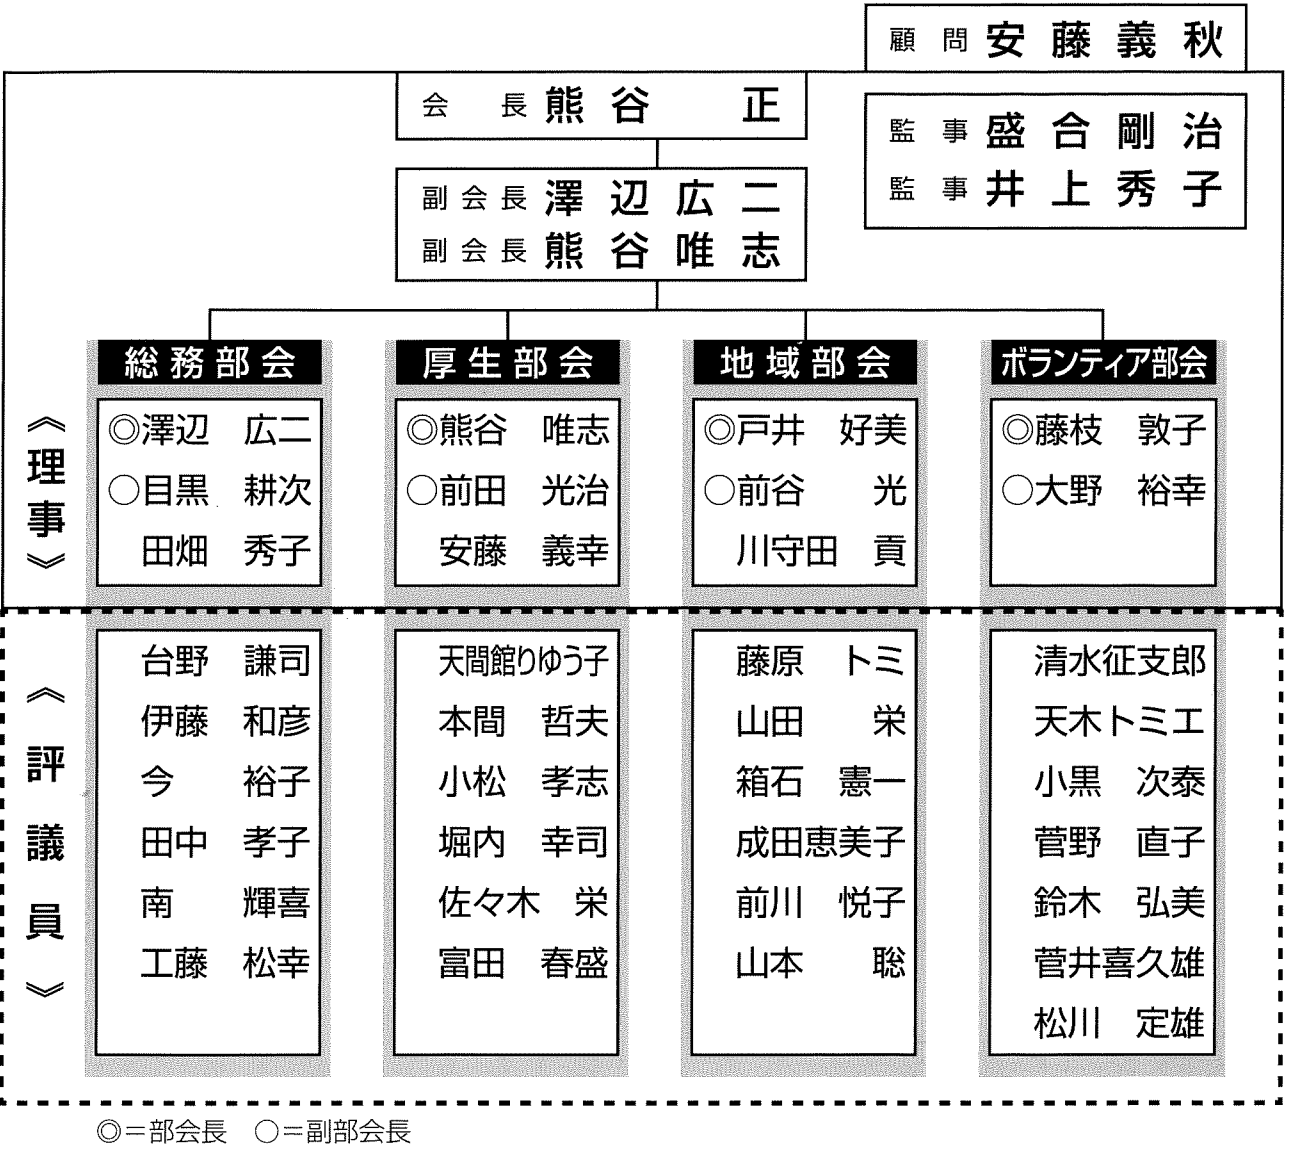 顧問 安藤義秋
会長 熊谷 正
監事 盛合剛治
監事 井上秀子
副会長 澤辺広二
副会長 熊谷唯志
《理事》
総務部会
◎澤辺 広二
○目黒 耕次
田畑 秀子
厚生部会
◎熊谷 唯志
○前田 光治
安藤 義幸
地域部会
◎戸井 好美
○前谷 光
川守田 貢
ボランティア部会
◎藤枝 敦子
○大野 裕幸
《評議員》
台野 謙司
伊藤 和彦
今 裕子
田中 孝子
南 輝喜
工藤 松幸
天間館りゆう子
本間 哲夫
小松 孝志
堀内 幸司
佐々木 栄
富田 春盛
藤原 トミ
山田 栄
箱石 憲一
成田恵美子
前川 悦子
山本 聡
清水征支郎
天木トミエ
小黒 次泰
菅野 直子
鈴木 弘美
菅井喜久雄
松川 定雄
◎=部会長 ○=副部会長